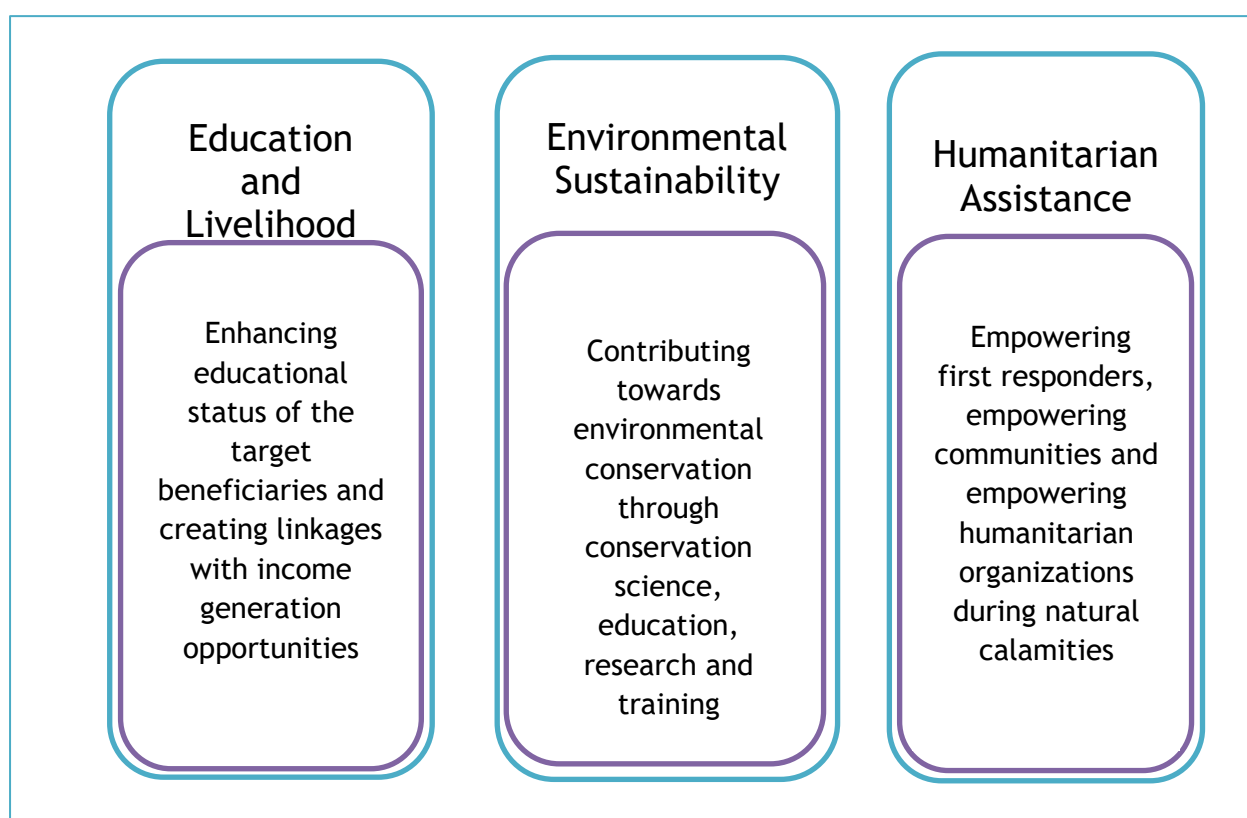 Education
and
Livelihood
Enhancing
educational
status of the
target
beneficiaries and
creating linkages
with income
generation
opportunities
Environmental
Sustainability
Contributing
towards
environmental
conservation
through
conservation
science,
education,
research and
training
Humanitarian
Assistance
Empowering
first responders,
empowering
communities and
empowering
humanitarian
organizations
during natural
calamities